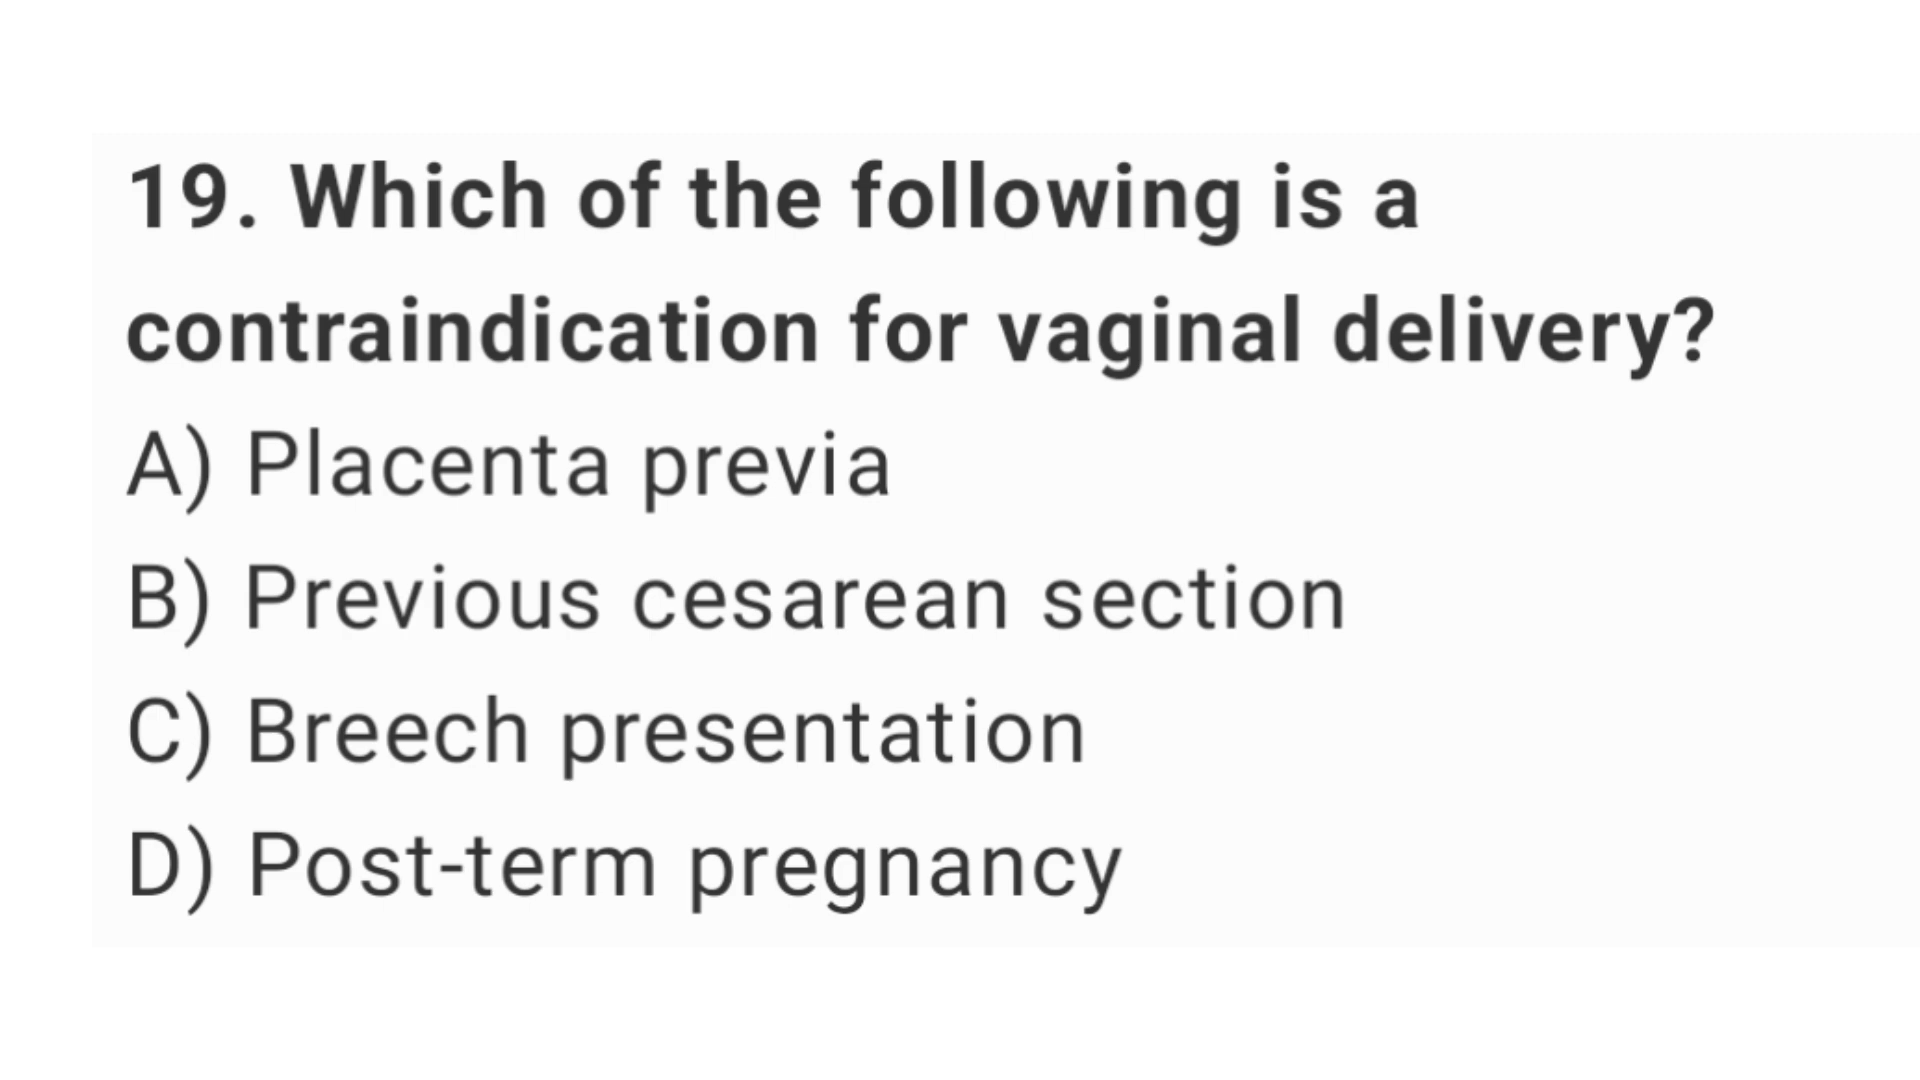 19. Which of the following is a
contraindication for vaginal delivery?
A) Placenta previa
B) Previous cesarean section
C) Breech presentation
D) Post-term pregnancy